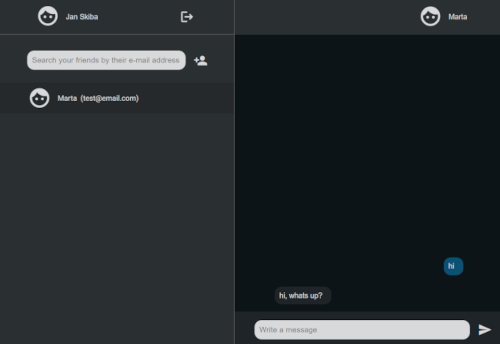 Jan Skiba
Search your friends by their e-mail address
Marta (test@email.com)
Marta
hi
hi, whats up?
Write a message